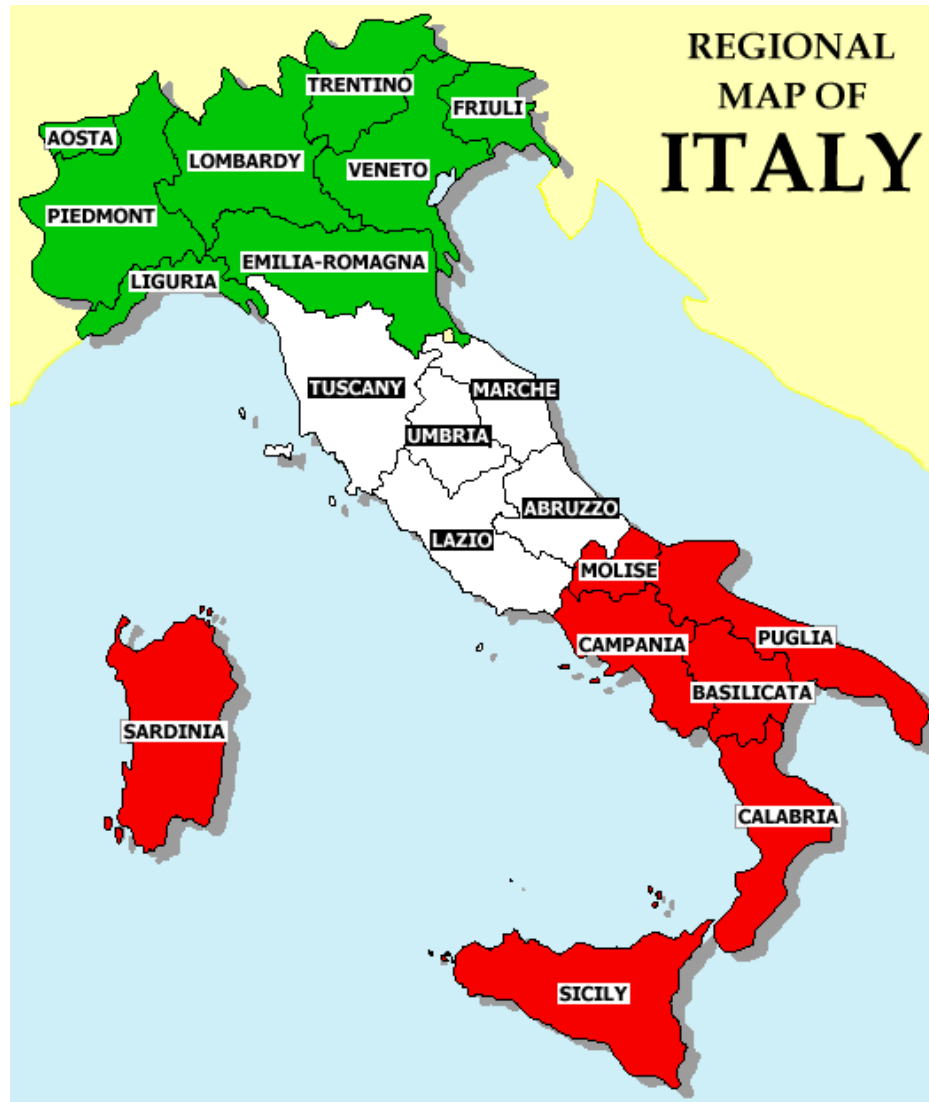 REGIONAL
MAP OF
ITALY
TRENTINO
FRIULI
AOSTA
LOMBARDY
VENETO
PIEDMONT
EMILIA-ROMAGNA
LIGURIA
TUSCANY
MARCHE
UMBRIA
ABRUZZO
LAZIO
MOLISE
CAMPANIA
PUGLIA
BASILICATA
SARDINIA
CALABRIA
SICILY